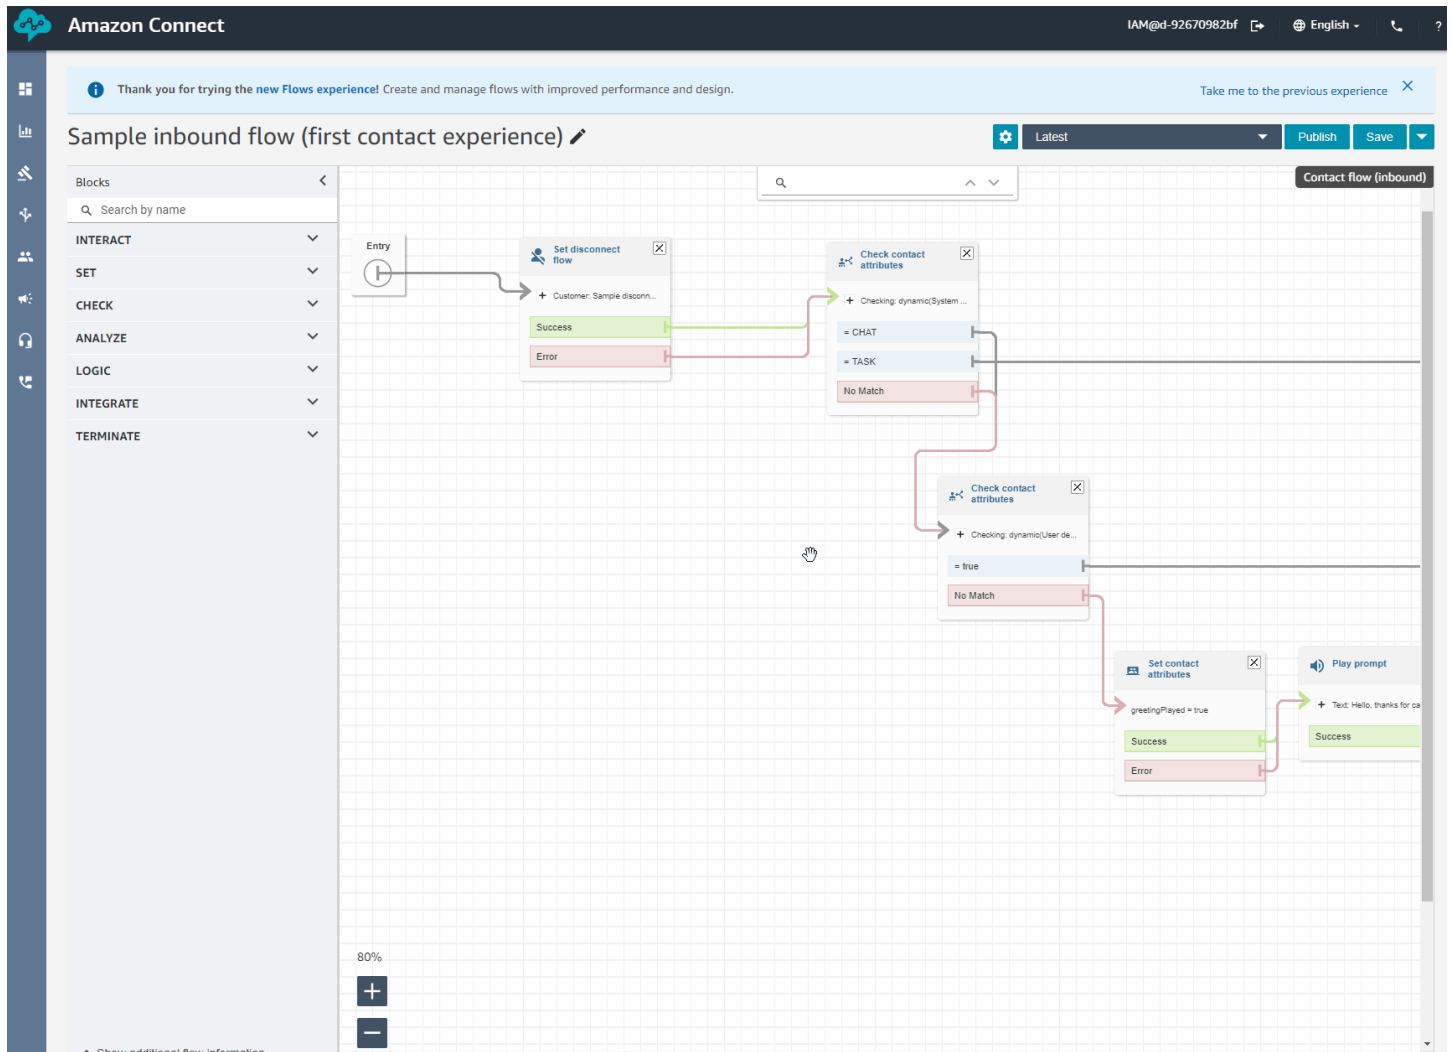 Amazon Connect
IAM@d-92670982bf
English
?
Thank you for trying the new Flows experience! Create and manage flows with improved performance and design.
Take me to the previous experience
Sample inbound flow (first contact experience)
Latest
Publish
Save
Blocks
Contact flow (inbound)
Search by name
INTERACT
SET
CHECK
ANALYZE
LOGIC
INTEGRATE
TERMINATE
Entry
Set disconnect
flow
+ Customer: Sample disconn...
Success
Error
Check contact
attributes
+ Checking: dynamic(System ...
= CHAT
= TASK
No Match
Check contact
attributes
+ Checking: dynamic(User de...
= true
No Match
Set contact
attributes
greetingPlayed = true
Success
Error
Play prompt
+ Text: Hello, thanks for ca
Success
80%
Show additional flow information